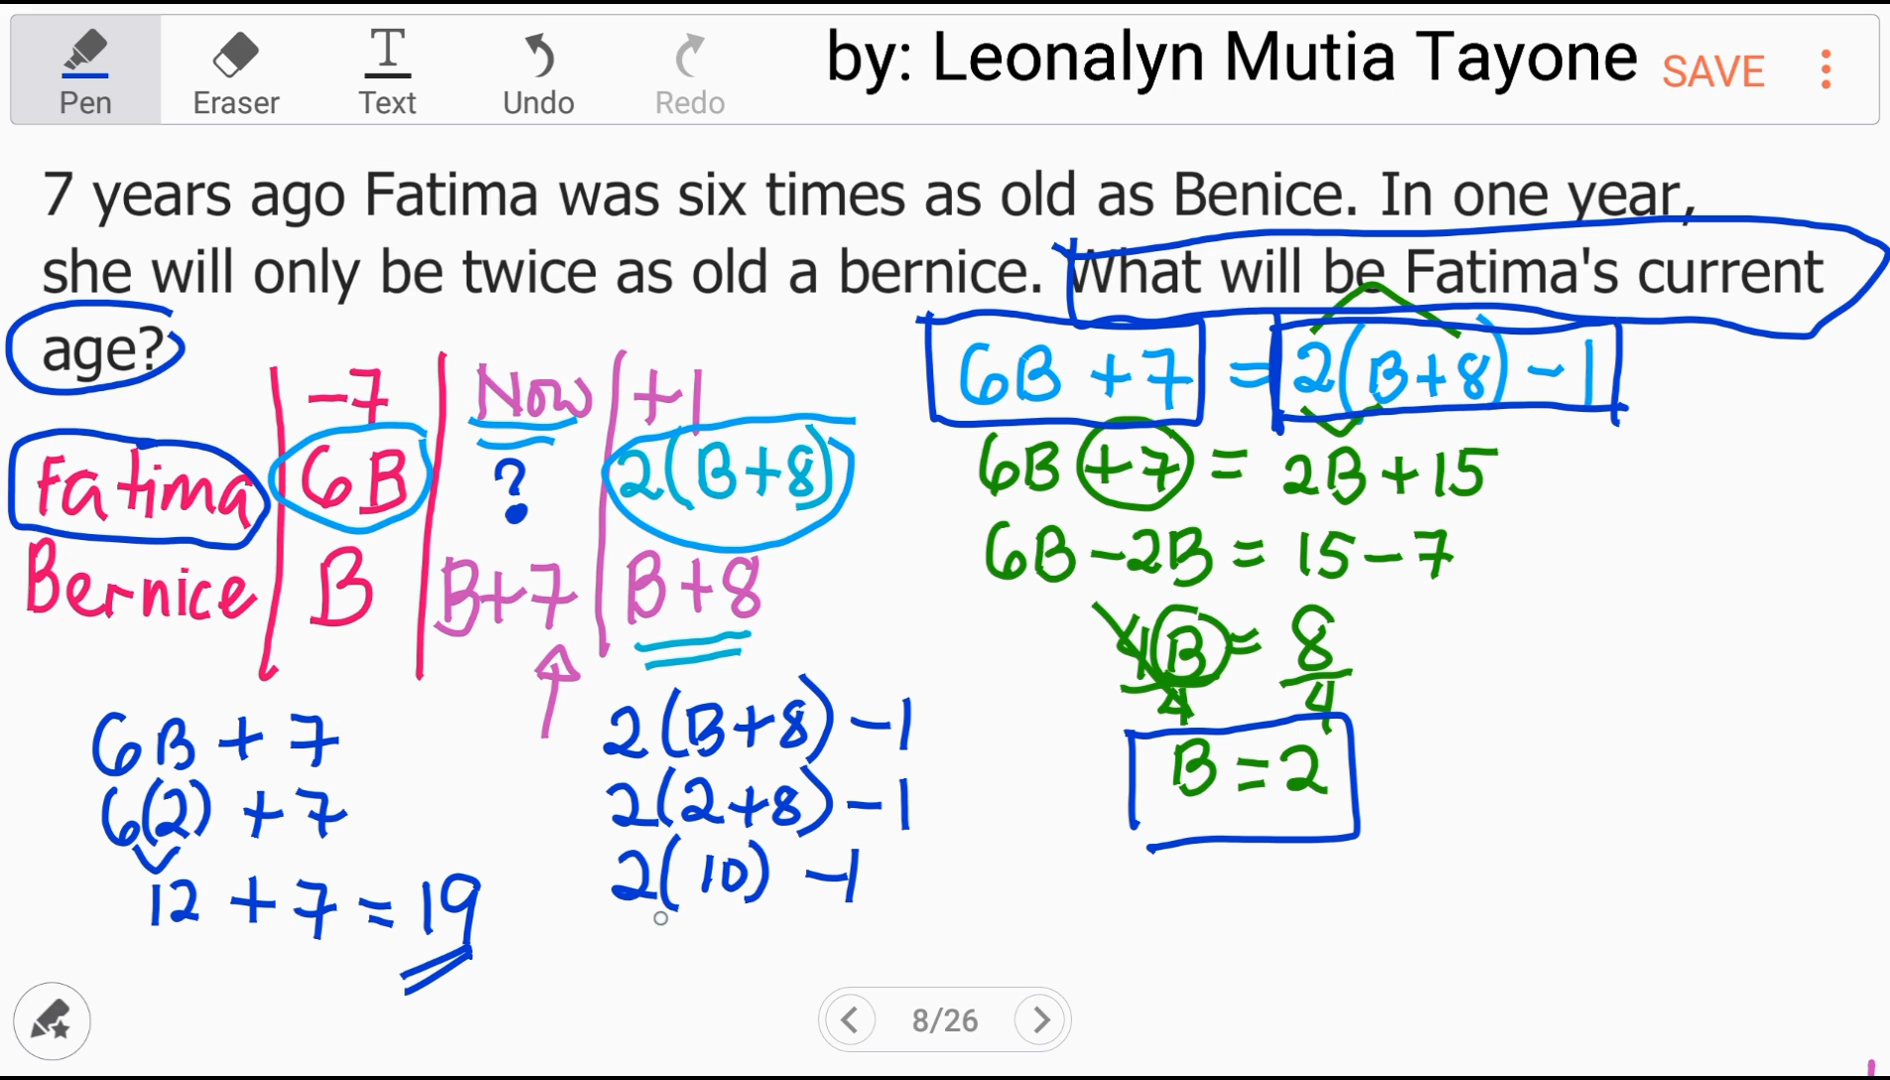 by: Leonalyn Mutia Tayone
SAVE
Pen
Eraser
Text
Undo
Redo
7 years ago Fatima was six times as old as Benice. In one year,
she will only be twice as old a bernice. What will be Fatima's current
age?
-7 Now +1
Fatima 6B ? 2(B+8)
Bernice B B+7 B+8
6B + 7
6(2) + 7
12 + 7 = 19
2(B+8) - 1
2(2+8) - 1
2(10) - 1
6B + 7 = 2(B+8) - 1
6B + 7 = 2B + 15
6B - 2B = 15 - 7
4B = 8
4 4
B = 2
8/26